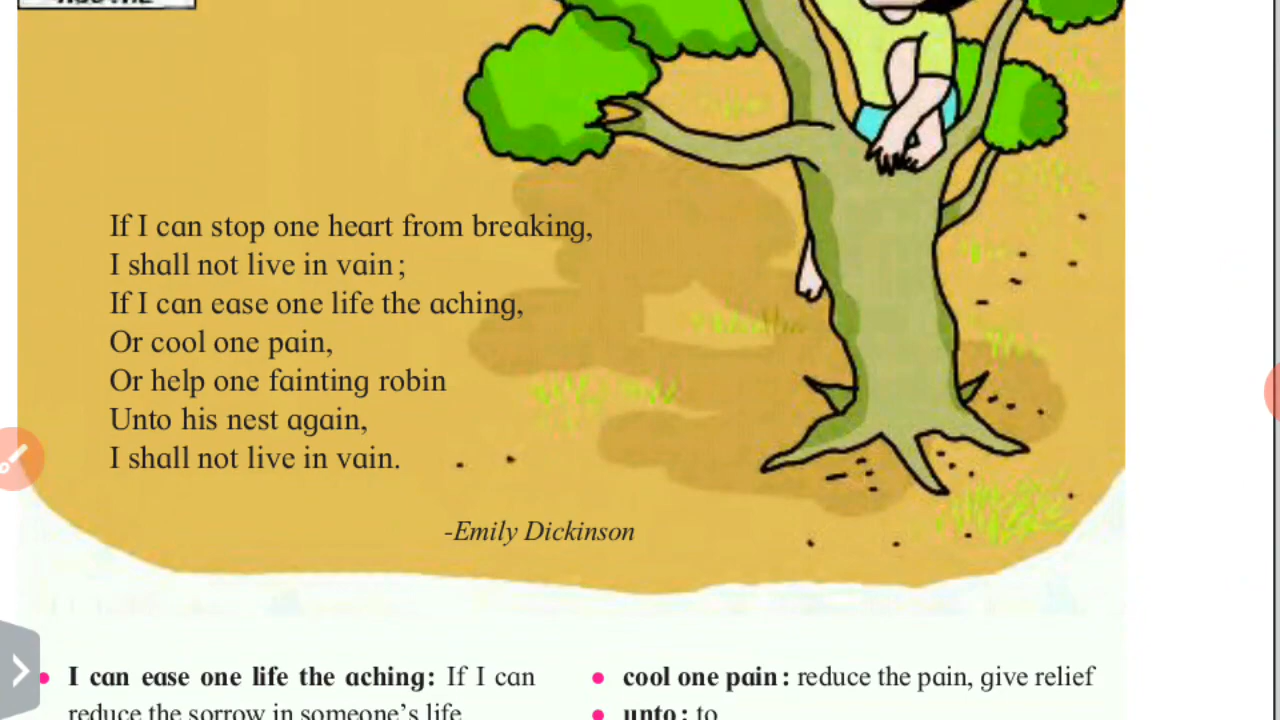 If I can stop one heart from breaking,
I shall not live in vain;
If I can ease one life the aching,
Or cool one pain,
Or help one fainting robin
Unto his nest again,
I shall not live in vain.
-Emily Dickinson
I can ease one life the aching: If I can
reduce the sorrow in someone's life
cool one pain: reduce the pain, give relief
unto: to